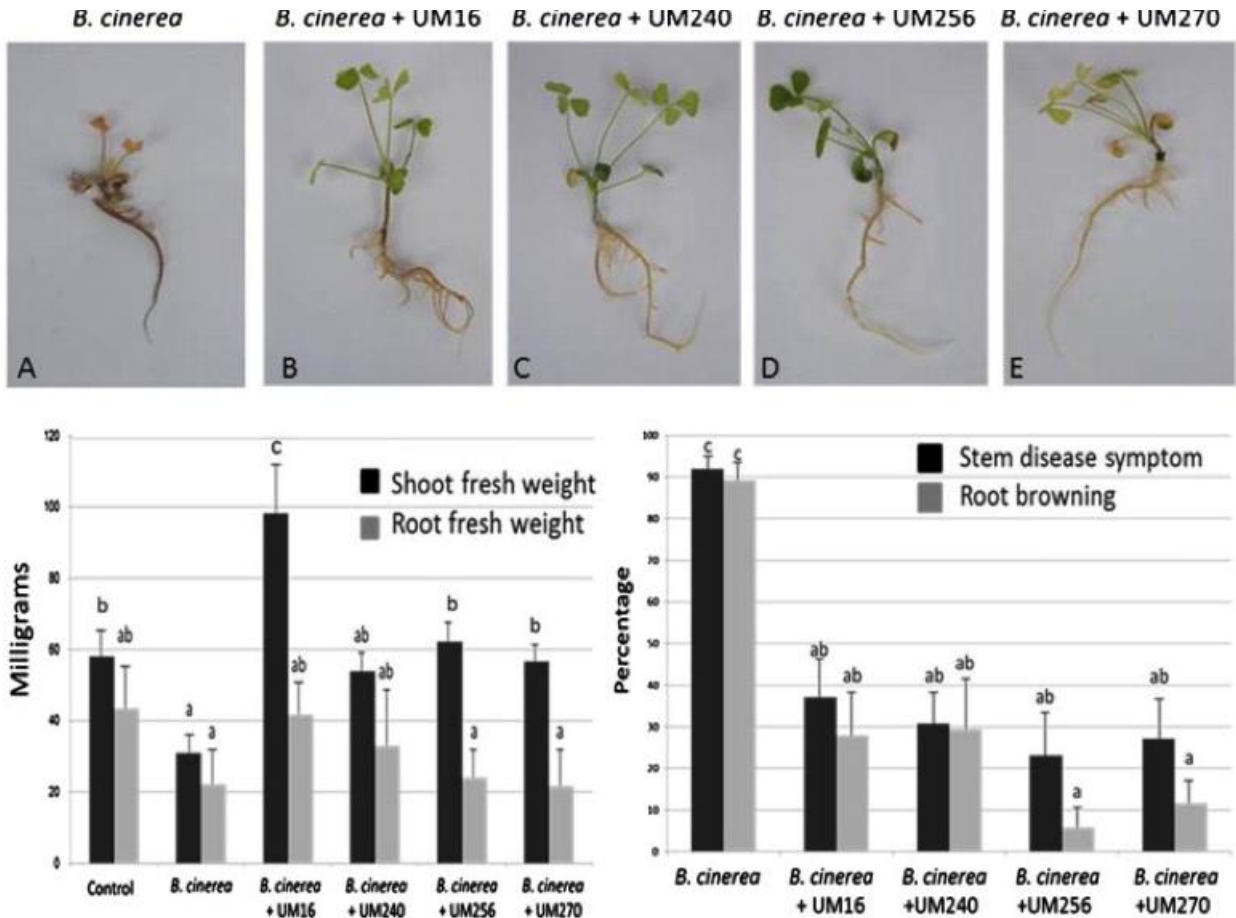 B. cinerea B. cinerea + UM16 B. cinerea + UM240 B. cinerea + UM256 B. cinerea + UM270
A B C D E
120
100
80
60
40
20
0
Milligrams
c
b ab
a a
ab
ab ab
b a
b a
Shoot fresh weight
Root fresh weight
Control B. cinerea B. cinerea B. cinerea B. cinerea B. cinerea
+ UM16 + UM240 + UM256 + UM270
100
90
80
70
60
50
40
30
20
10
0
Percentage
c c
ab ab
ab ab
ab a
ab a
Stem disease symptom
Root browning
B. cinerea B. cinerea B. cinerea B. cinerea B. cinerea
+ UM16 +UM240 +UM256 +UM270